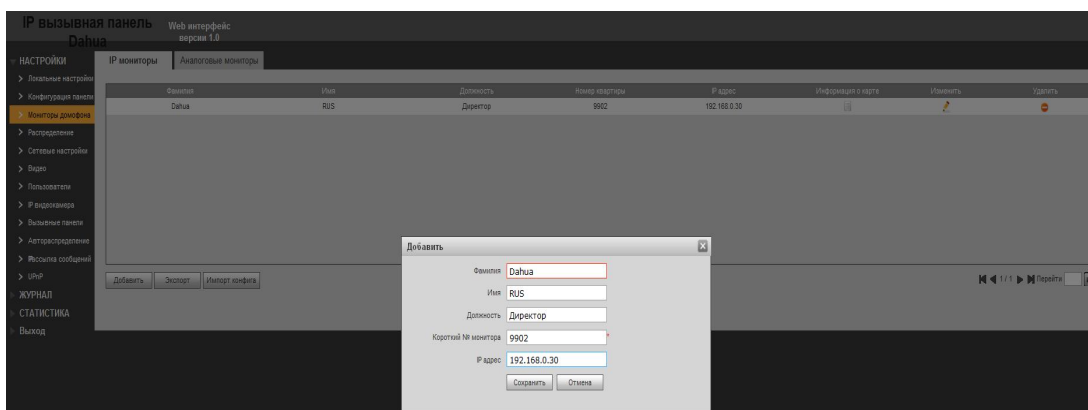 IP вызывная панель
Dahua
Web интерфейс
версия 1.0
НАСТРОЙКИ
Локальные настройки
Конфигурация панели
Мониторы домофона
Распределение
Сетевые настройки
Видео
Пользователи
IP видеокамера
Вызывные панели
Автораспределение
Рассылка сообщений
UPnP
ЖУРНАЛ
СТАТИСТИКА
Выход
IP мониторы Аналоговые мониторы
Фамилия Имя Должность Номер квартиры IP адрес Информация о карте Изменить Удалить
Dahua RUS Директор 9902 192.168.0.30
Добавить Экспорт Импорт конфига
1 / 1 Перейти
Добавить
Фамилия Dahua
Имя RUS
Должность Директор
Короткий № монитора 9902 *
IP адрес 192.168.0.30
Сохранить Отмена